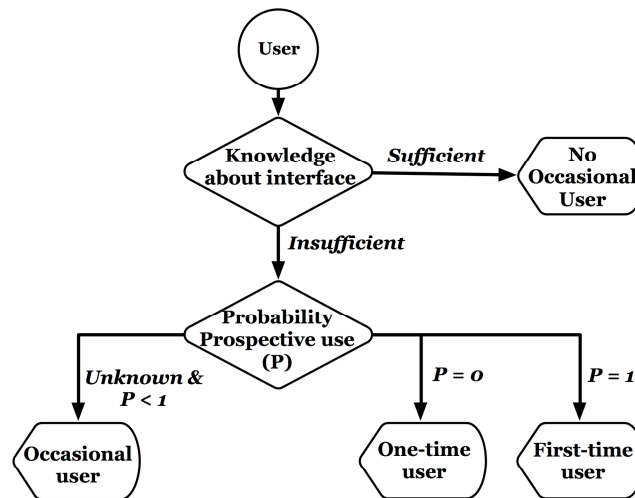 User
Knowledge
about interface
Sufficient
No
Occasional
User
Insufficient
Probability
Prospective use
(P)
Unknown &
P < 1
P = 0
P = 1
Occasional
user
One-time
user
First-time
user